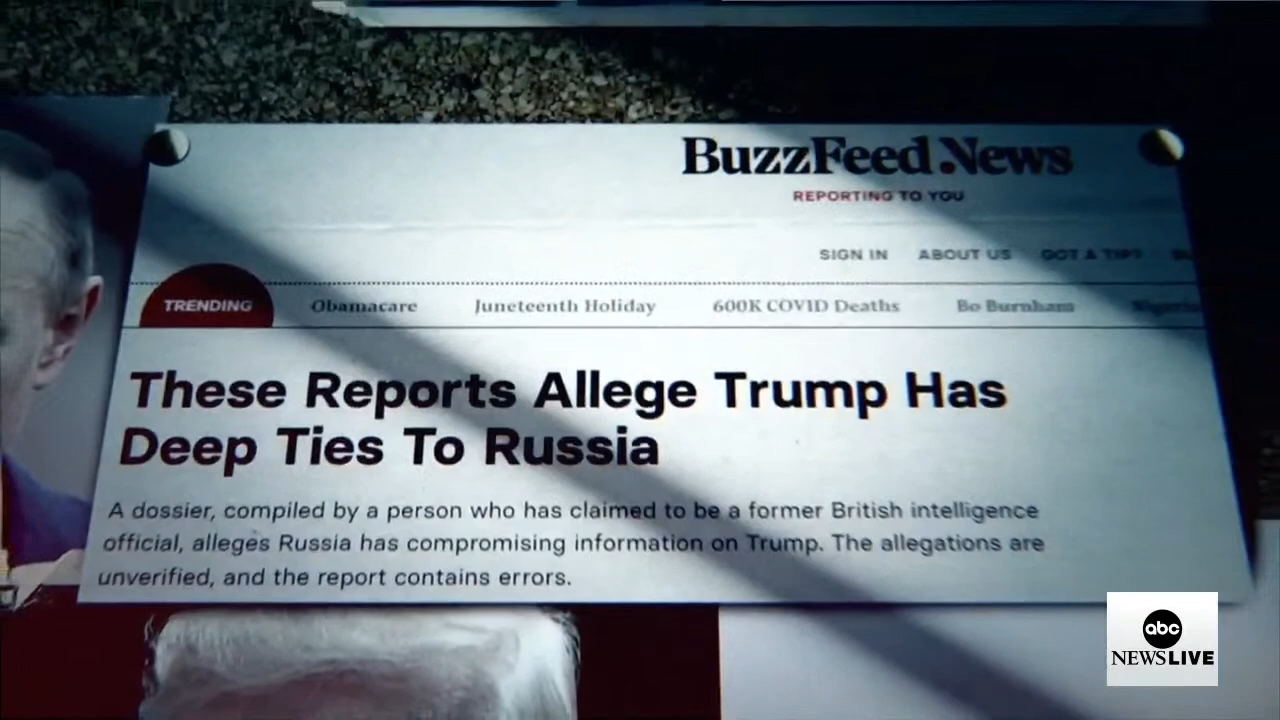 BuzzFeed News
REPORTING TO YOU
SIGN IN ABOUT US GOT A TIP?
TRENDING Obamacare Juneteenth Holiday 600K COVID Deaths Bo Burnham
These Reports Allege Trump Has
Deep Ties To Russia
A dossier, compiled by a person who has claimed to be a former British intelligence
official, alleges Russia has compromising information on Trump. The allegations are
unverified, and the report contains errors.
abc
NEWSLIVE